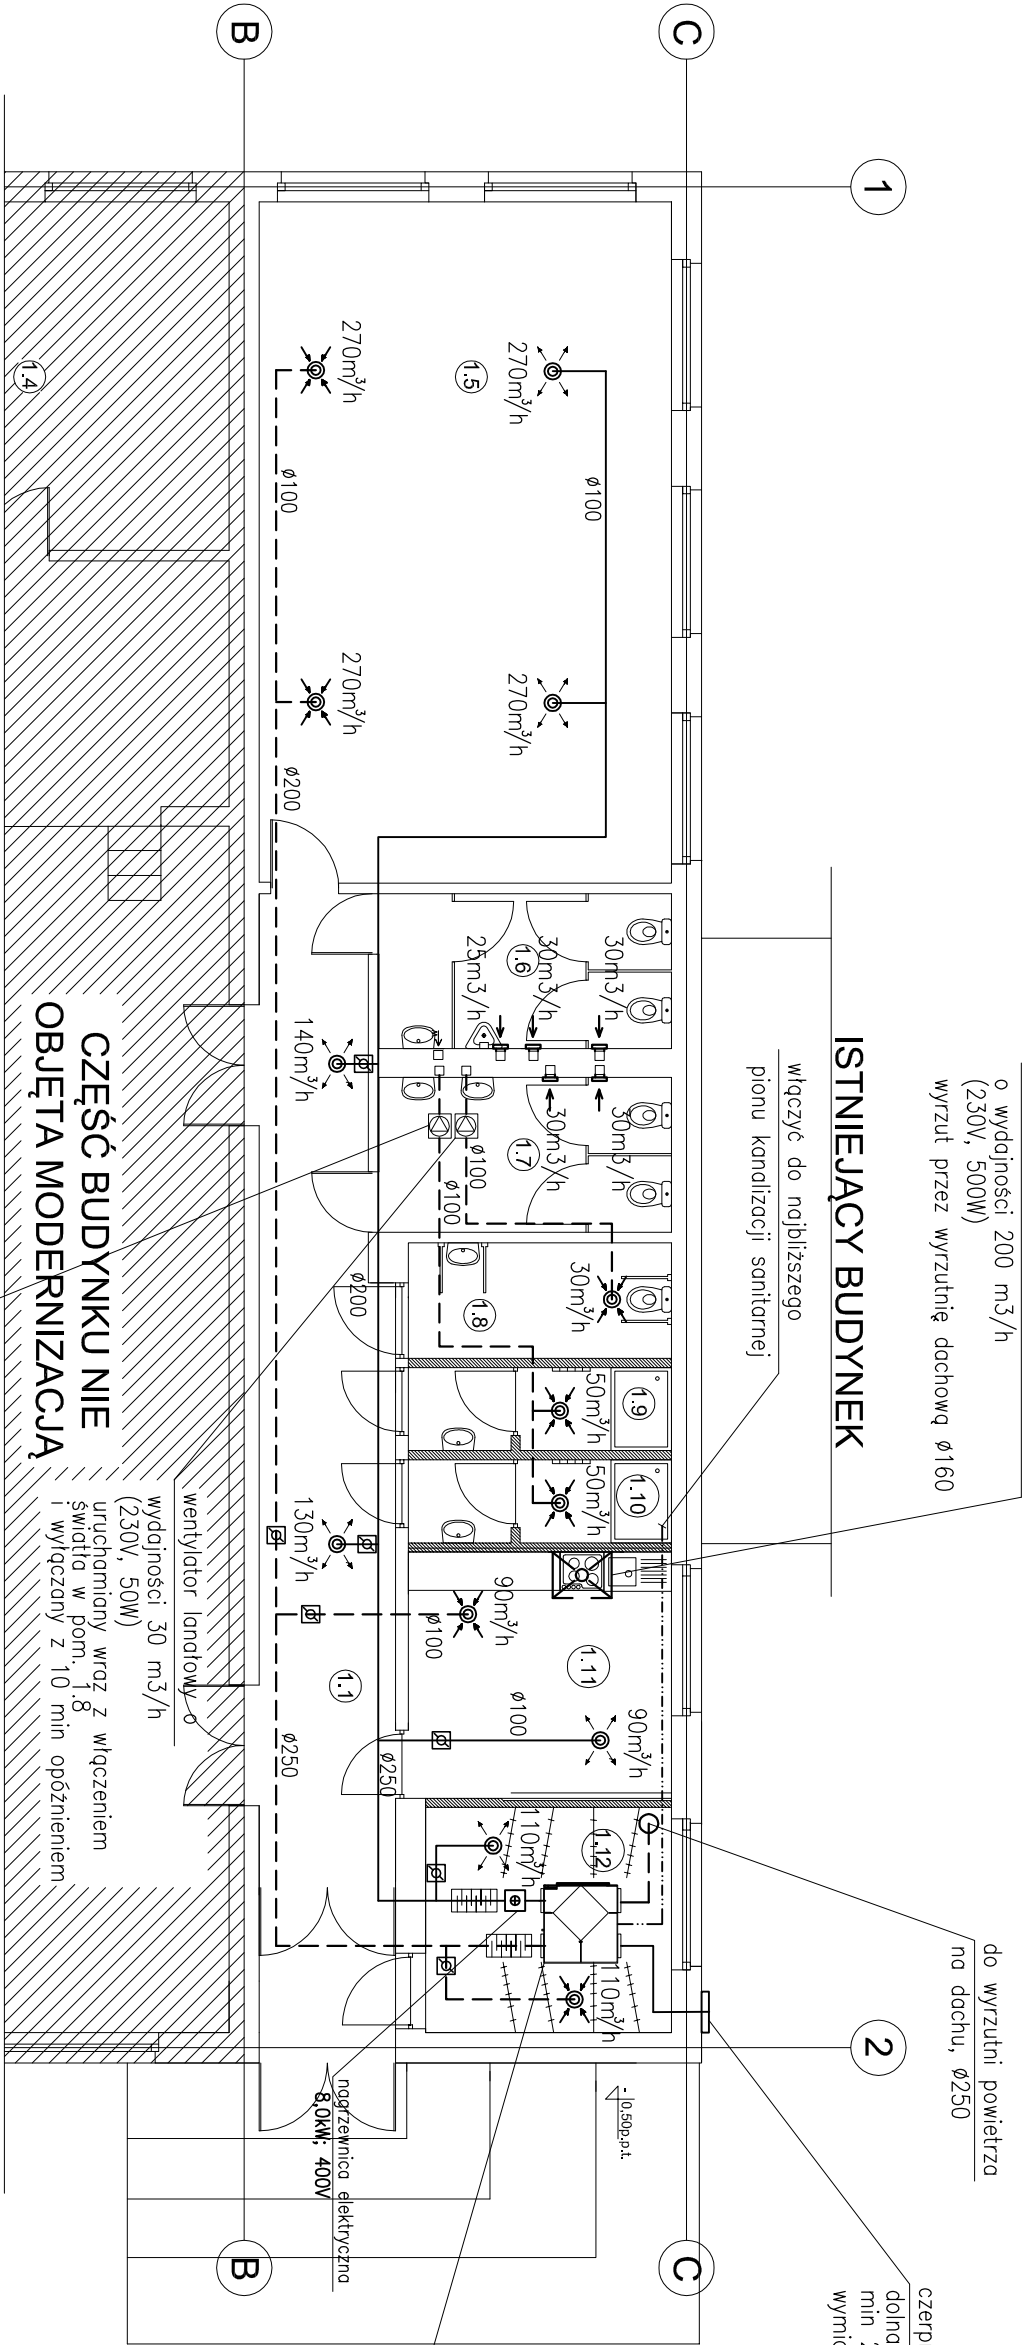 o wydajności 200 m3/h
(230V, 500W)
wyrzut przez wyrzutnię dachową ø160
do wyrzutni powietrza
na dachu, Ø250
ISTNIEJĄCY BUDYNEK
włączyć do najbliższego
pionu kanalizacji sanitarnej
1
2
C
C
B
B
270m³/h
270m³/h
270m³/h
270m³/h
1.5
1.4
ø100
ø100
ø200
30m3/h
30m3/h
25m3/h
1.6
30m3/h
30m3/h
1.7
ø100
ø100
140m³/h
30m³/h
1.8
ø200
50m³/h
1.9
50m³/h
1.10
130m³/h
90m³/h
ø100
1.11
90m³/h
ø100
1.1
ø250
ø250
110m³/h
1.12
110m³/h
-0,50p.p.t.
nagrzewnica elektryczna
8,0kW; 400V
CZĘŚĆ BUDYNKU NIE
OBJĘTA MODERNIZACJĄ
wentylator lanałowy o
wydajności 30 m3/h
(230V, 50W)
uruchamiany wraz z włączeniem
światła w pom. 1.8
i wyłączany z 10 min opóźnieniem
czerp
dolna
min
wymia